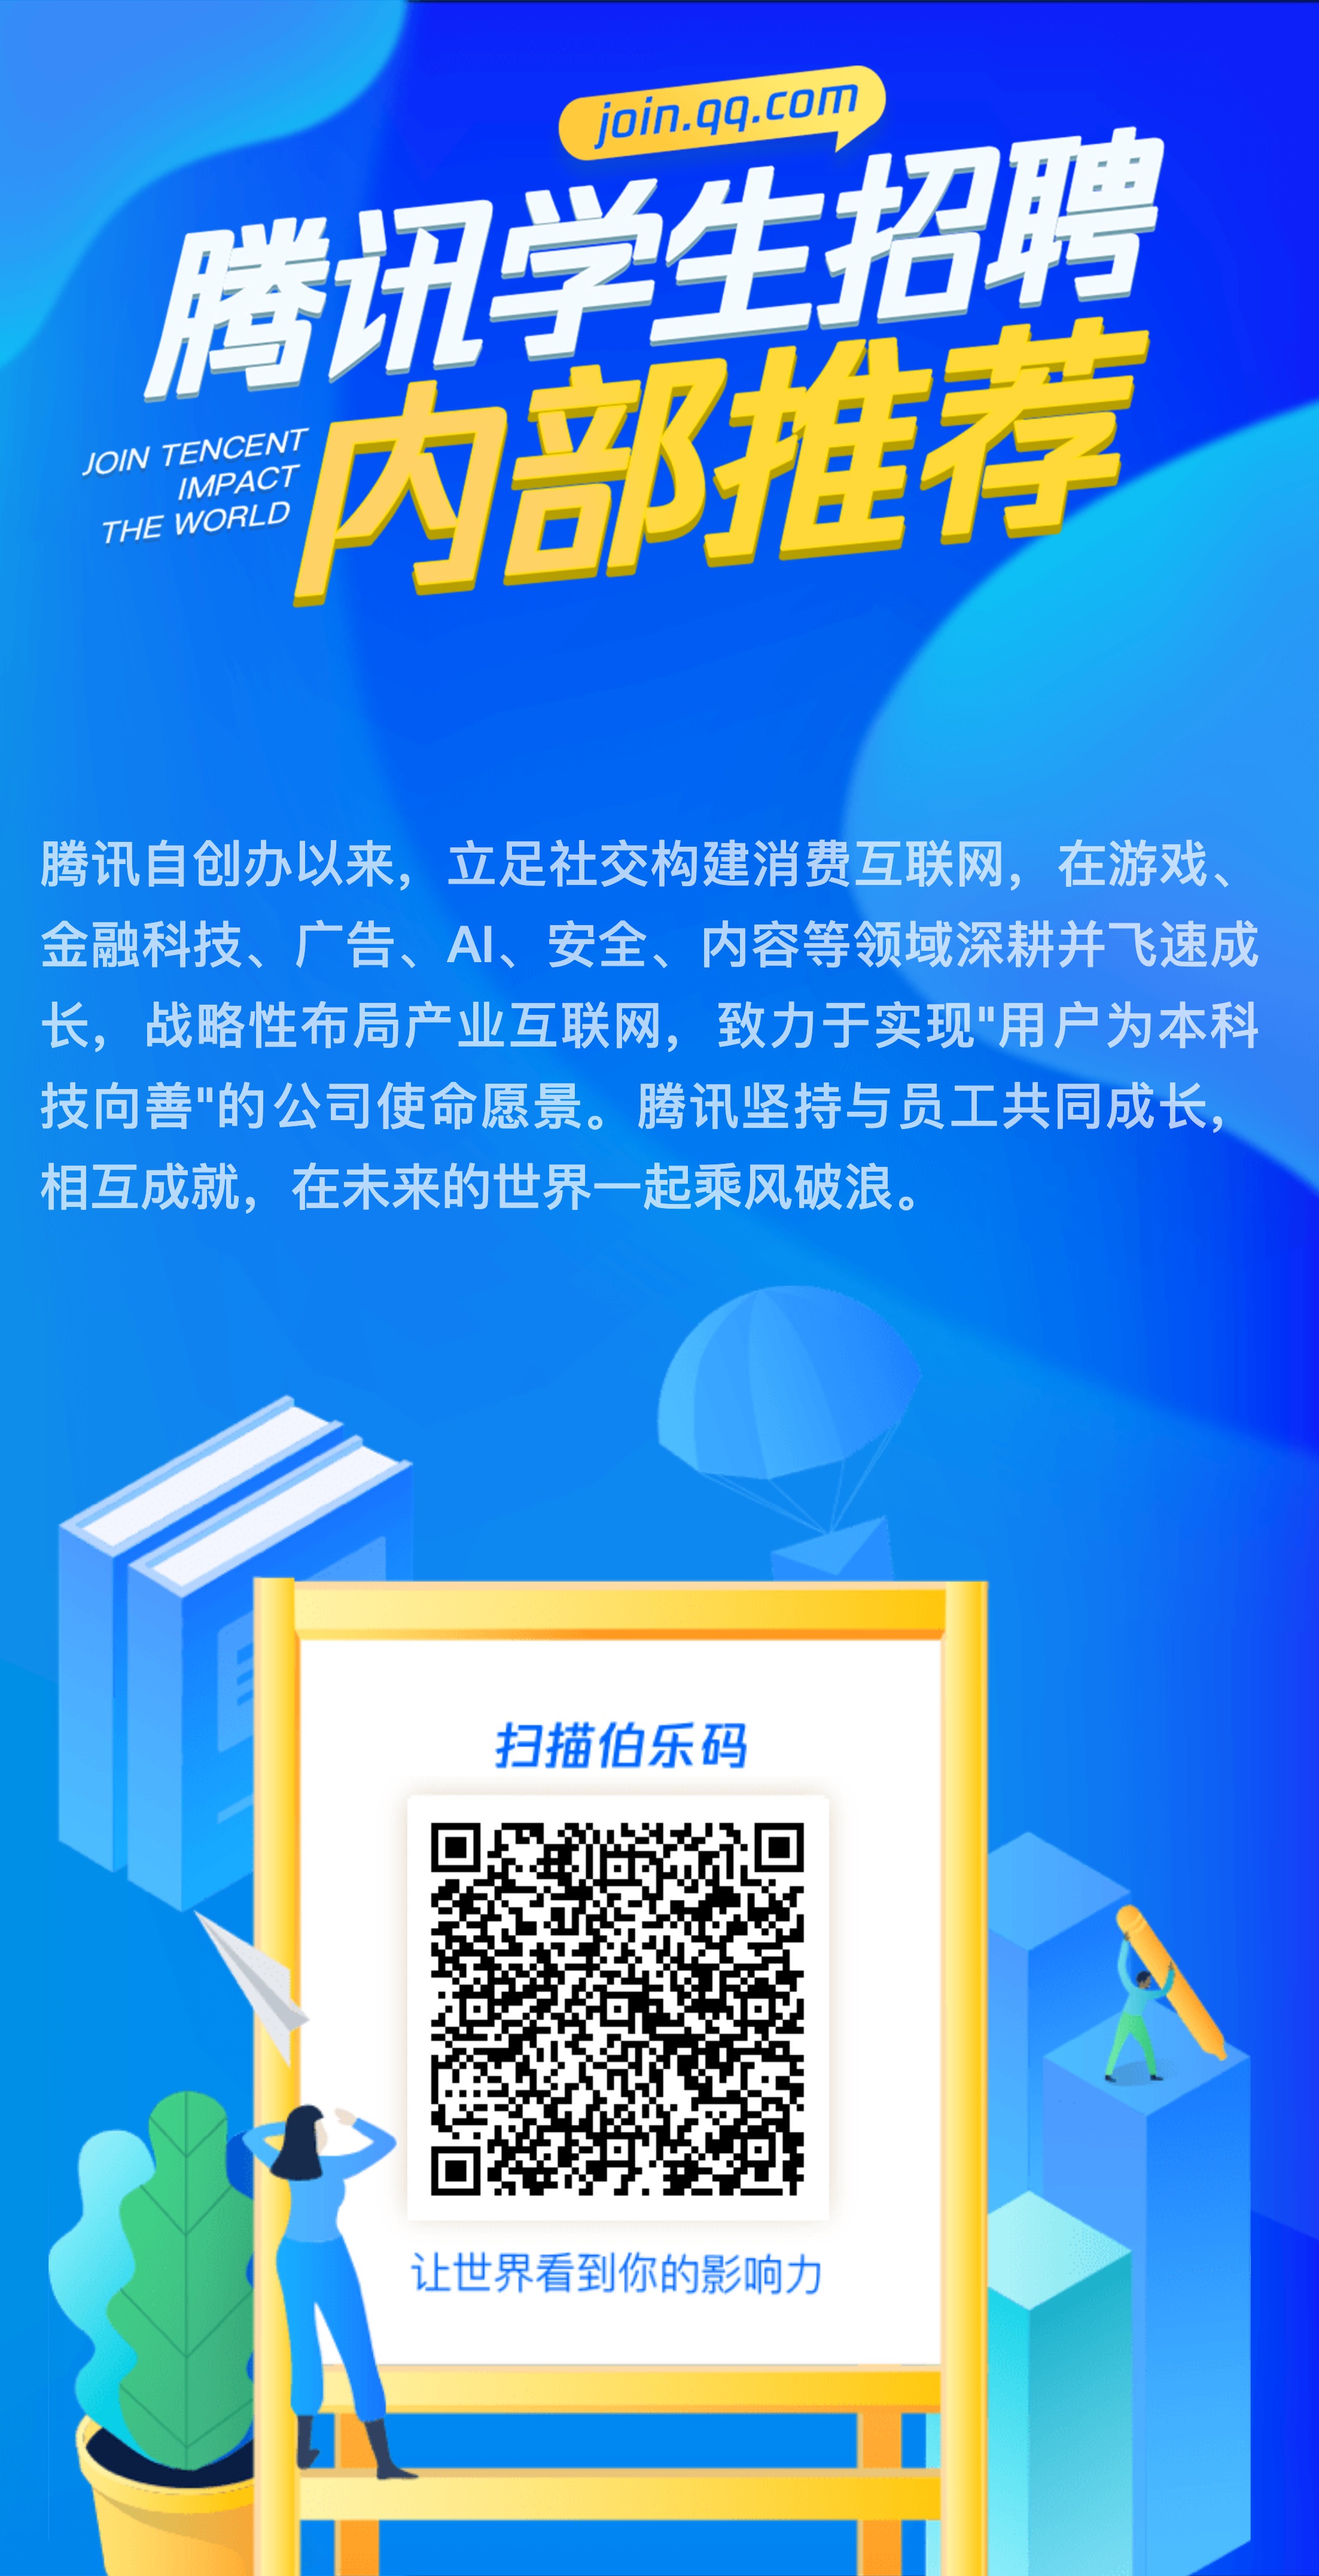 join.qq.com
腾讯学生招聘
内部推荐
JOIN TENCENT
IMPACT
THE WORLD
腾讯自创办以来，立足社交构建消费互联网，在游戏、
金融科技、广告、AI、安全、内容等领域深耕并飞速成
长，战略性布局产业互联网，致力于实现"用户为本科
技向善"的公司使命愿景。腾讯坚持与员工共同成长，
相互成就，在未来的世界一起乘风破浪。
扫描伯乐码
让世界看到你的影响力